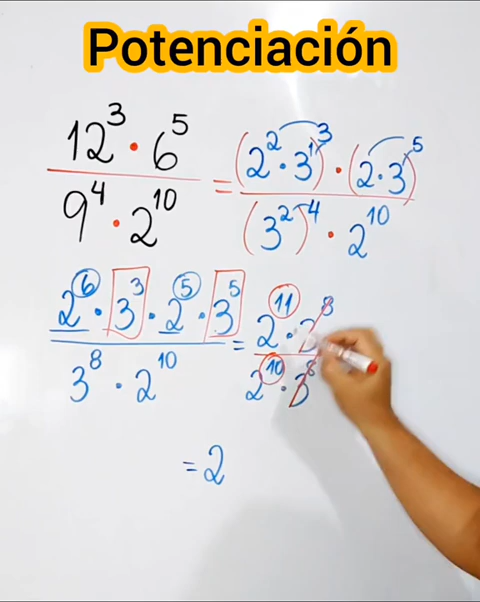 Potenciación
12³ · 6⁵ / 9⁴ · 2¹⁰ = (2² · 3¹)³ · (2 · 3)⁵ / (3²)⁴ · 2¹⁰
2⁶ · 3³ · 2⁵ · 3⁵ / 3⁸ · 2¹⁰ = 2¹¹ · 3⁸ / 2¹⁰ · 3⁸
= 2